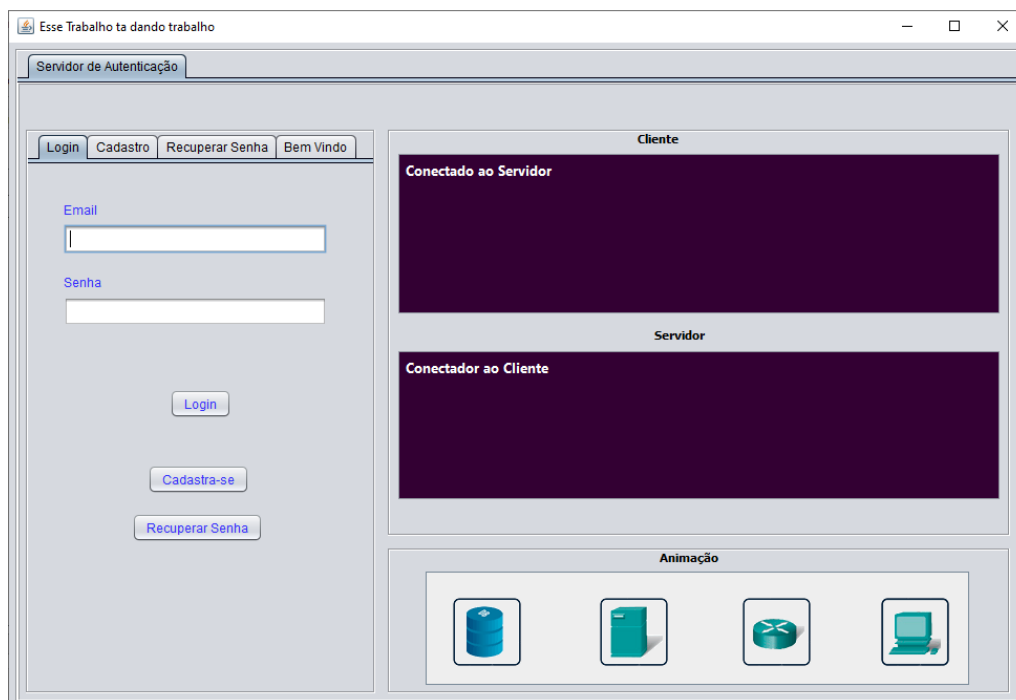 Esse Trabalho ta dando trabalho
Servidor de Autenticação
Login Cadastro Recuperar Senha Bem Vindo
Email
Senha
Login
Cadastra-se
Recuperar Senha
Cliente
Conectado ao Servidor
Servidor
Conectador ao Cliente
Animação